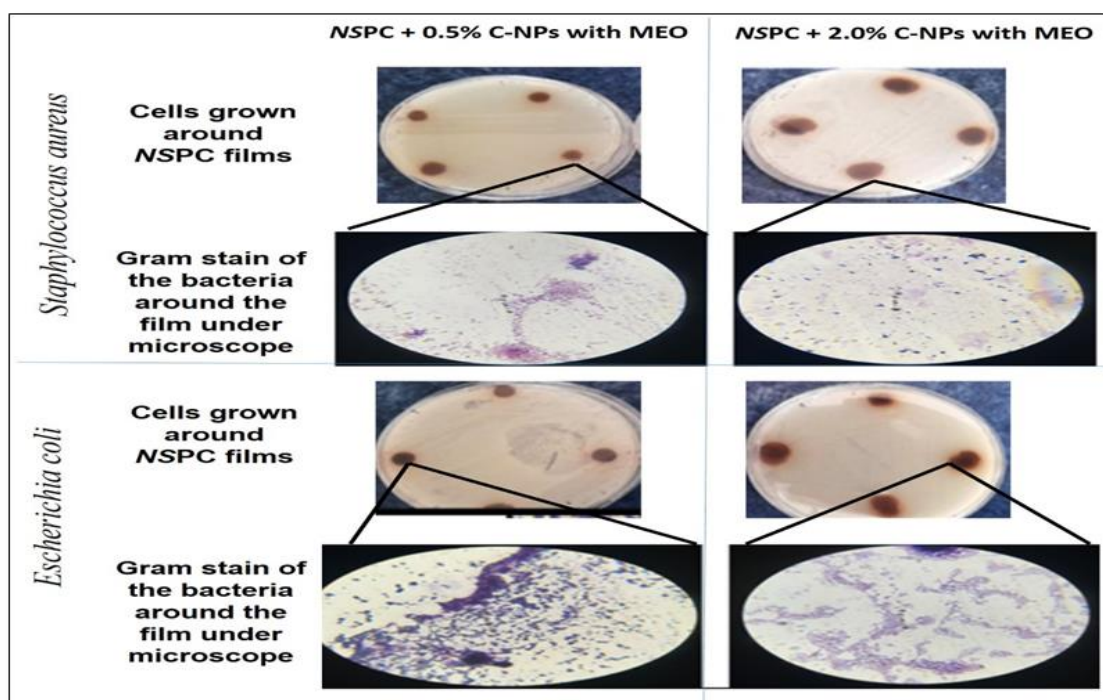 NSPC + 0.5% C-NPs with MEO
NSPC + 2.0% C-NPs with MEO
Staphylococcus aureus
Cells grown
around
NSPC films
Gram stain of
the bacteria
around the
film under
microscope
Escherichia coli
Cells grown
around
NSPC films
Gram stain of
the bacteria
around the
film under
microscope